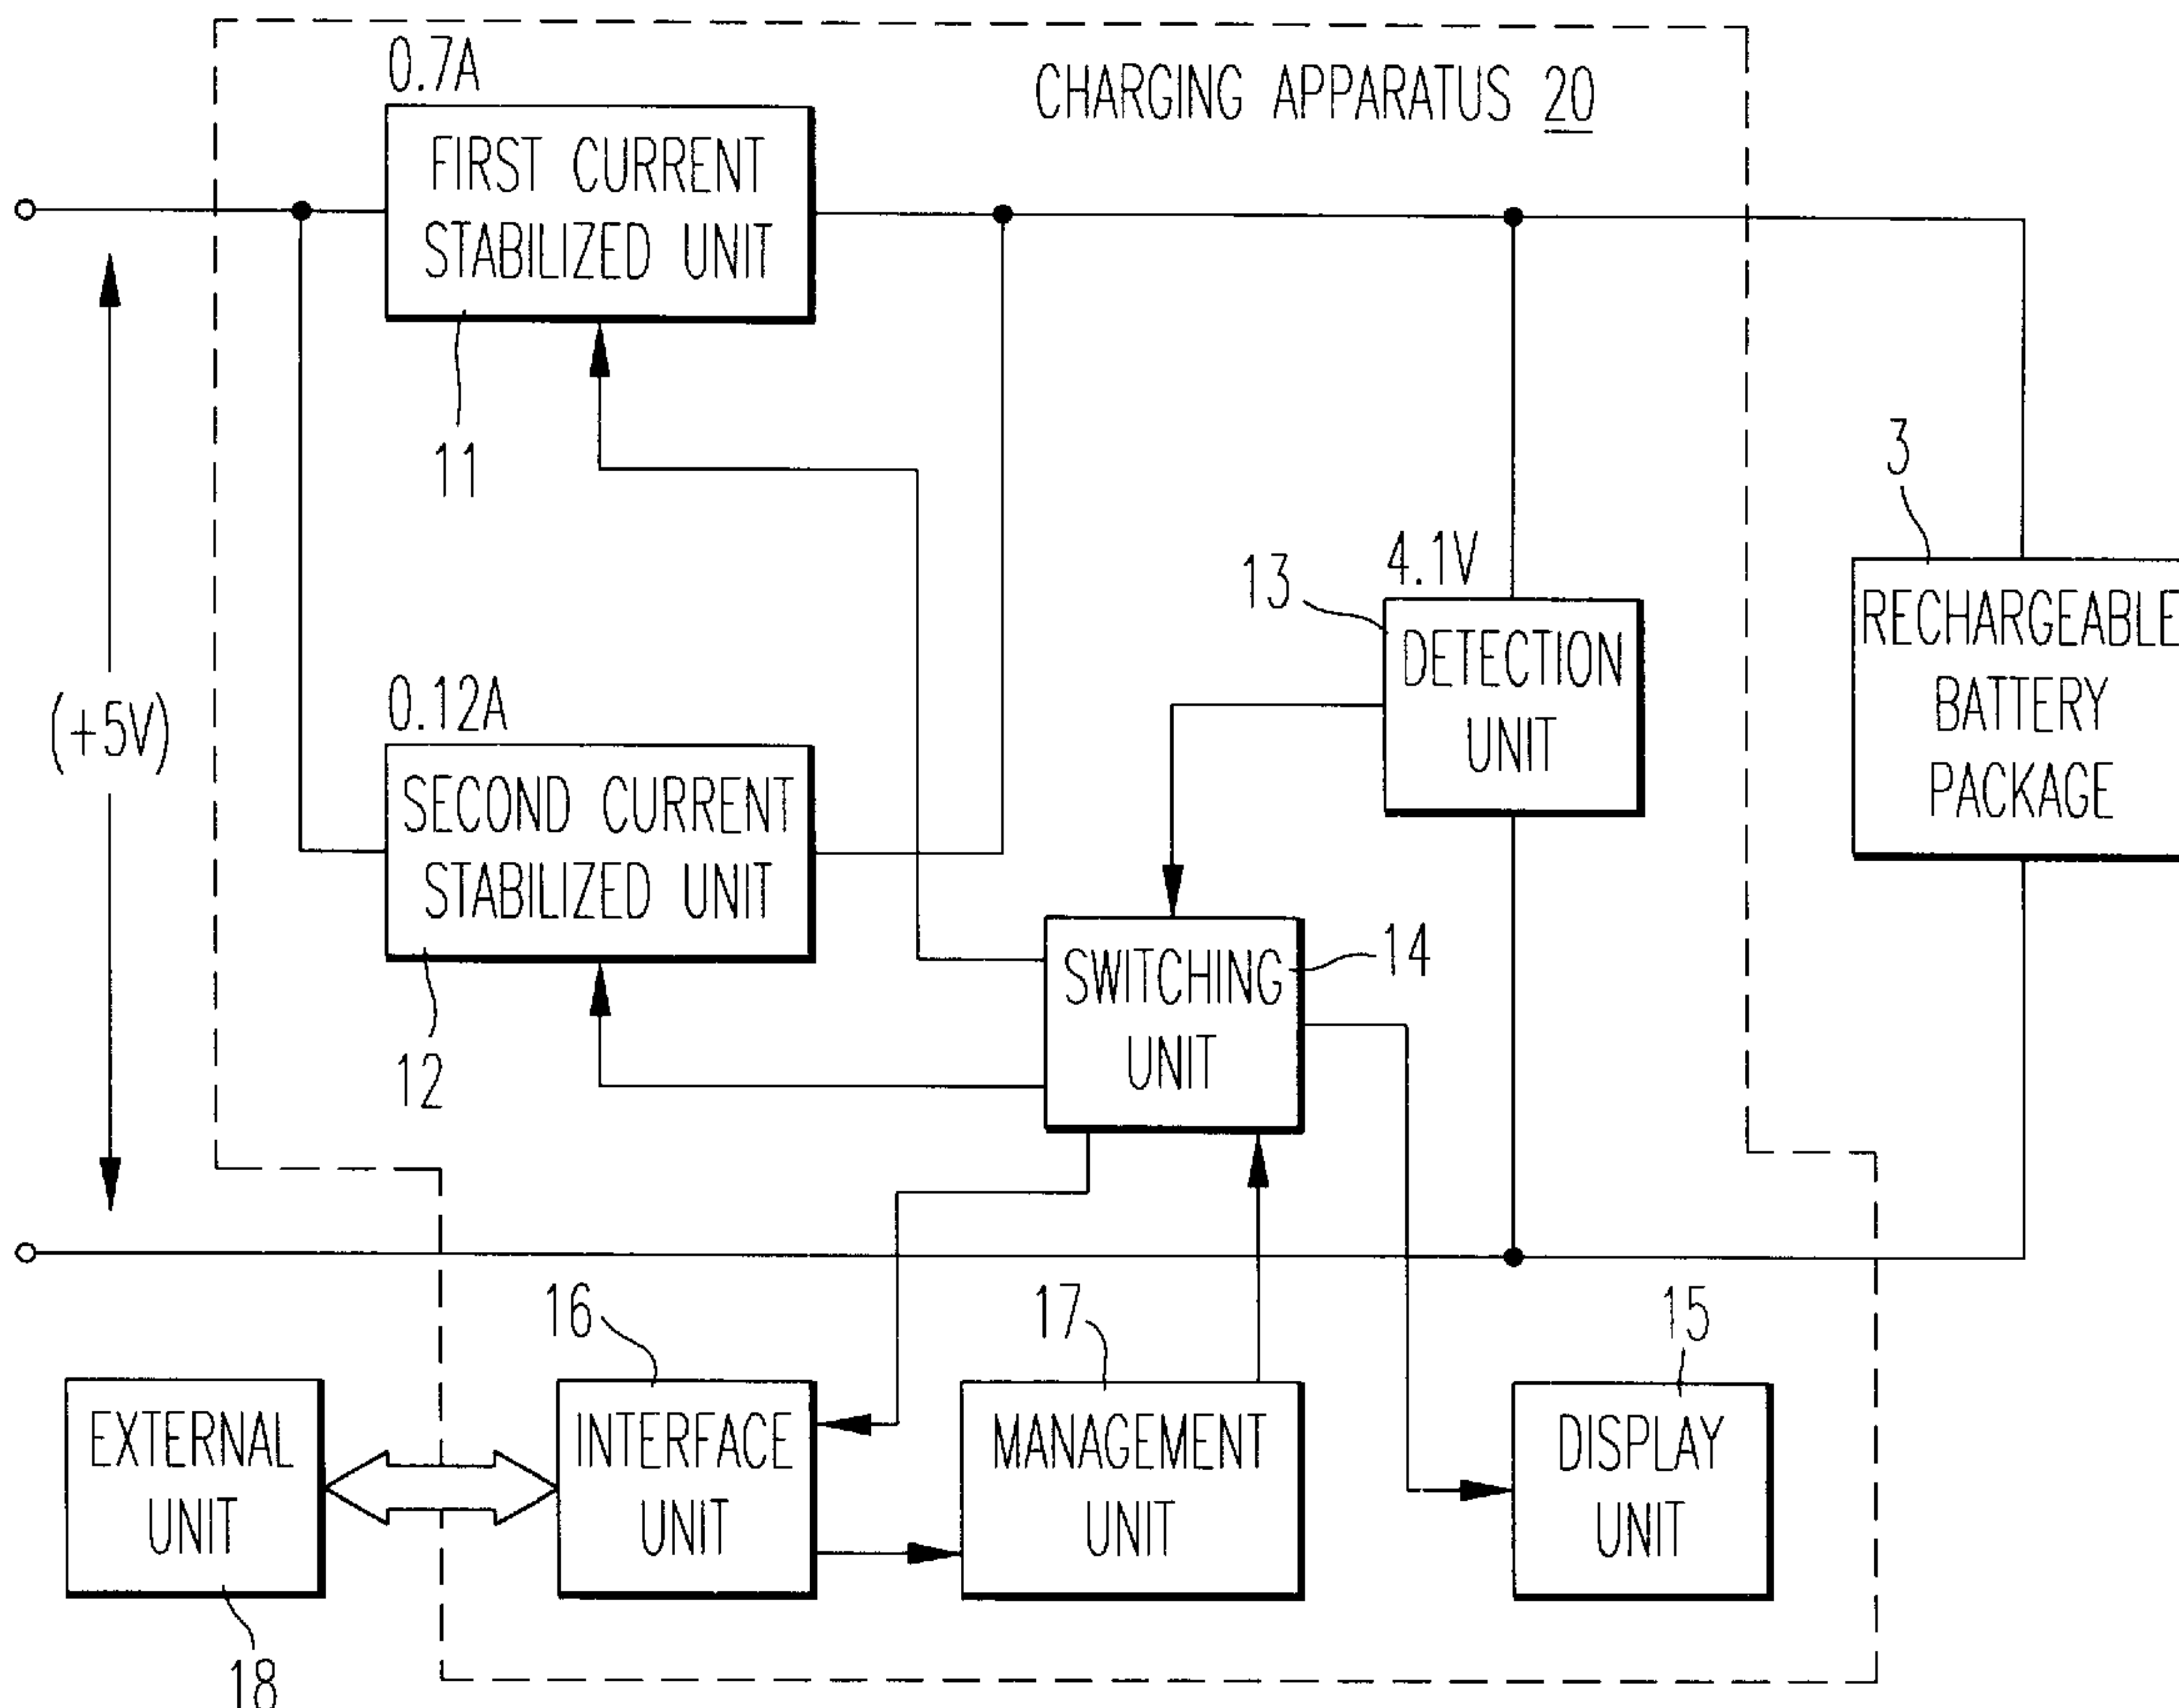 0.7A
CHARGING APPARATUS 20
FIRST CURRENT
STABILIZED UNIT
11
3
4.1V
13
DETECTION
UNIT
RECHARGEABLE
BATTERY
PACKAGE
(+5V)
0.12A
SECOND CURRENT
STABILIZED UNIT
12
SWITCHING
UNIT
14
16
17
15
EXTERNAL
UNIT
18
INTERFACE
UNIT
MANAGEMENT
UNIT
DISPLAY
UNIT